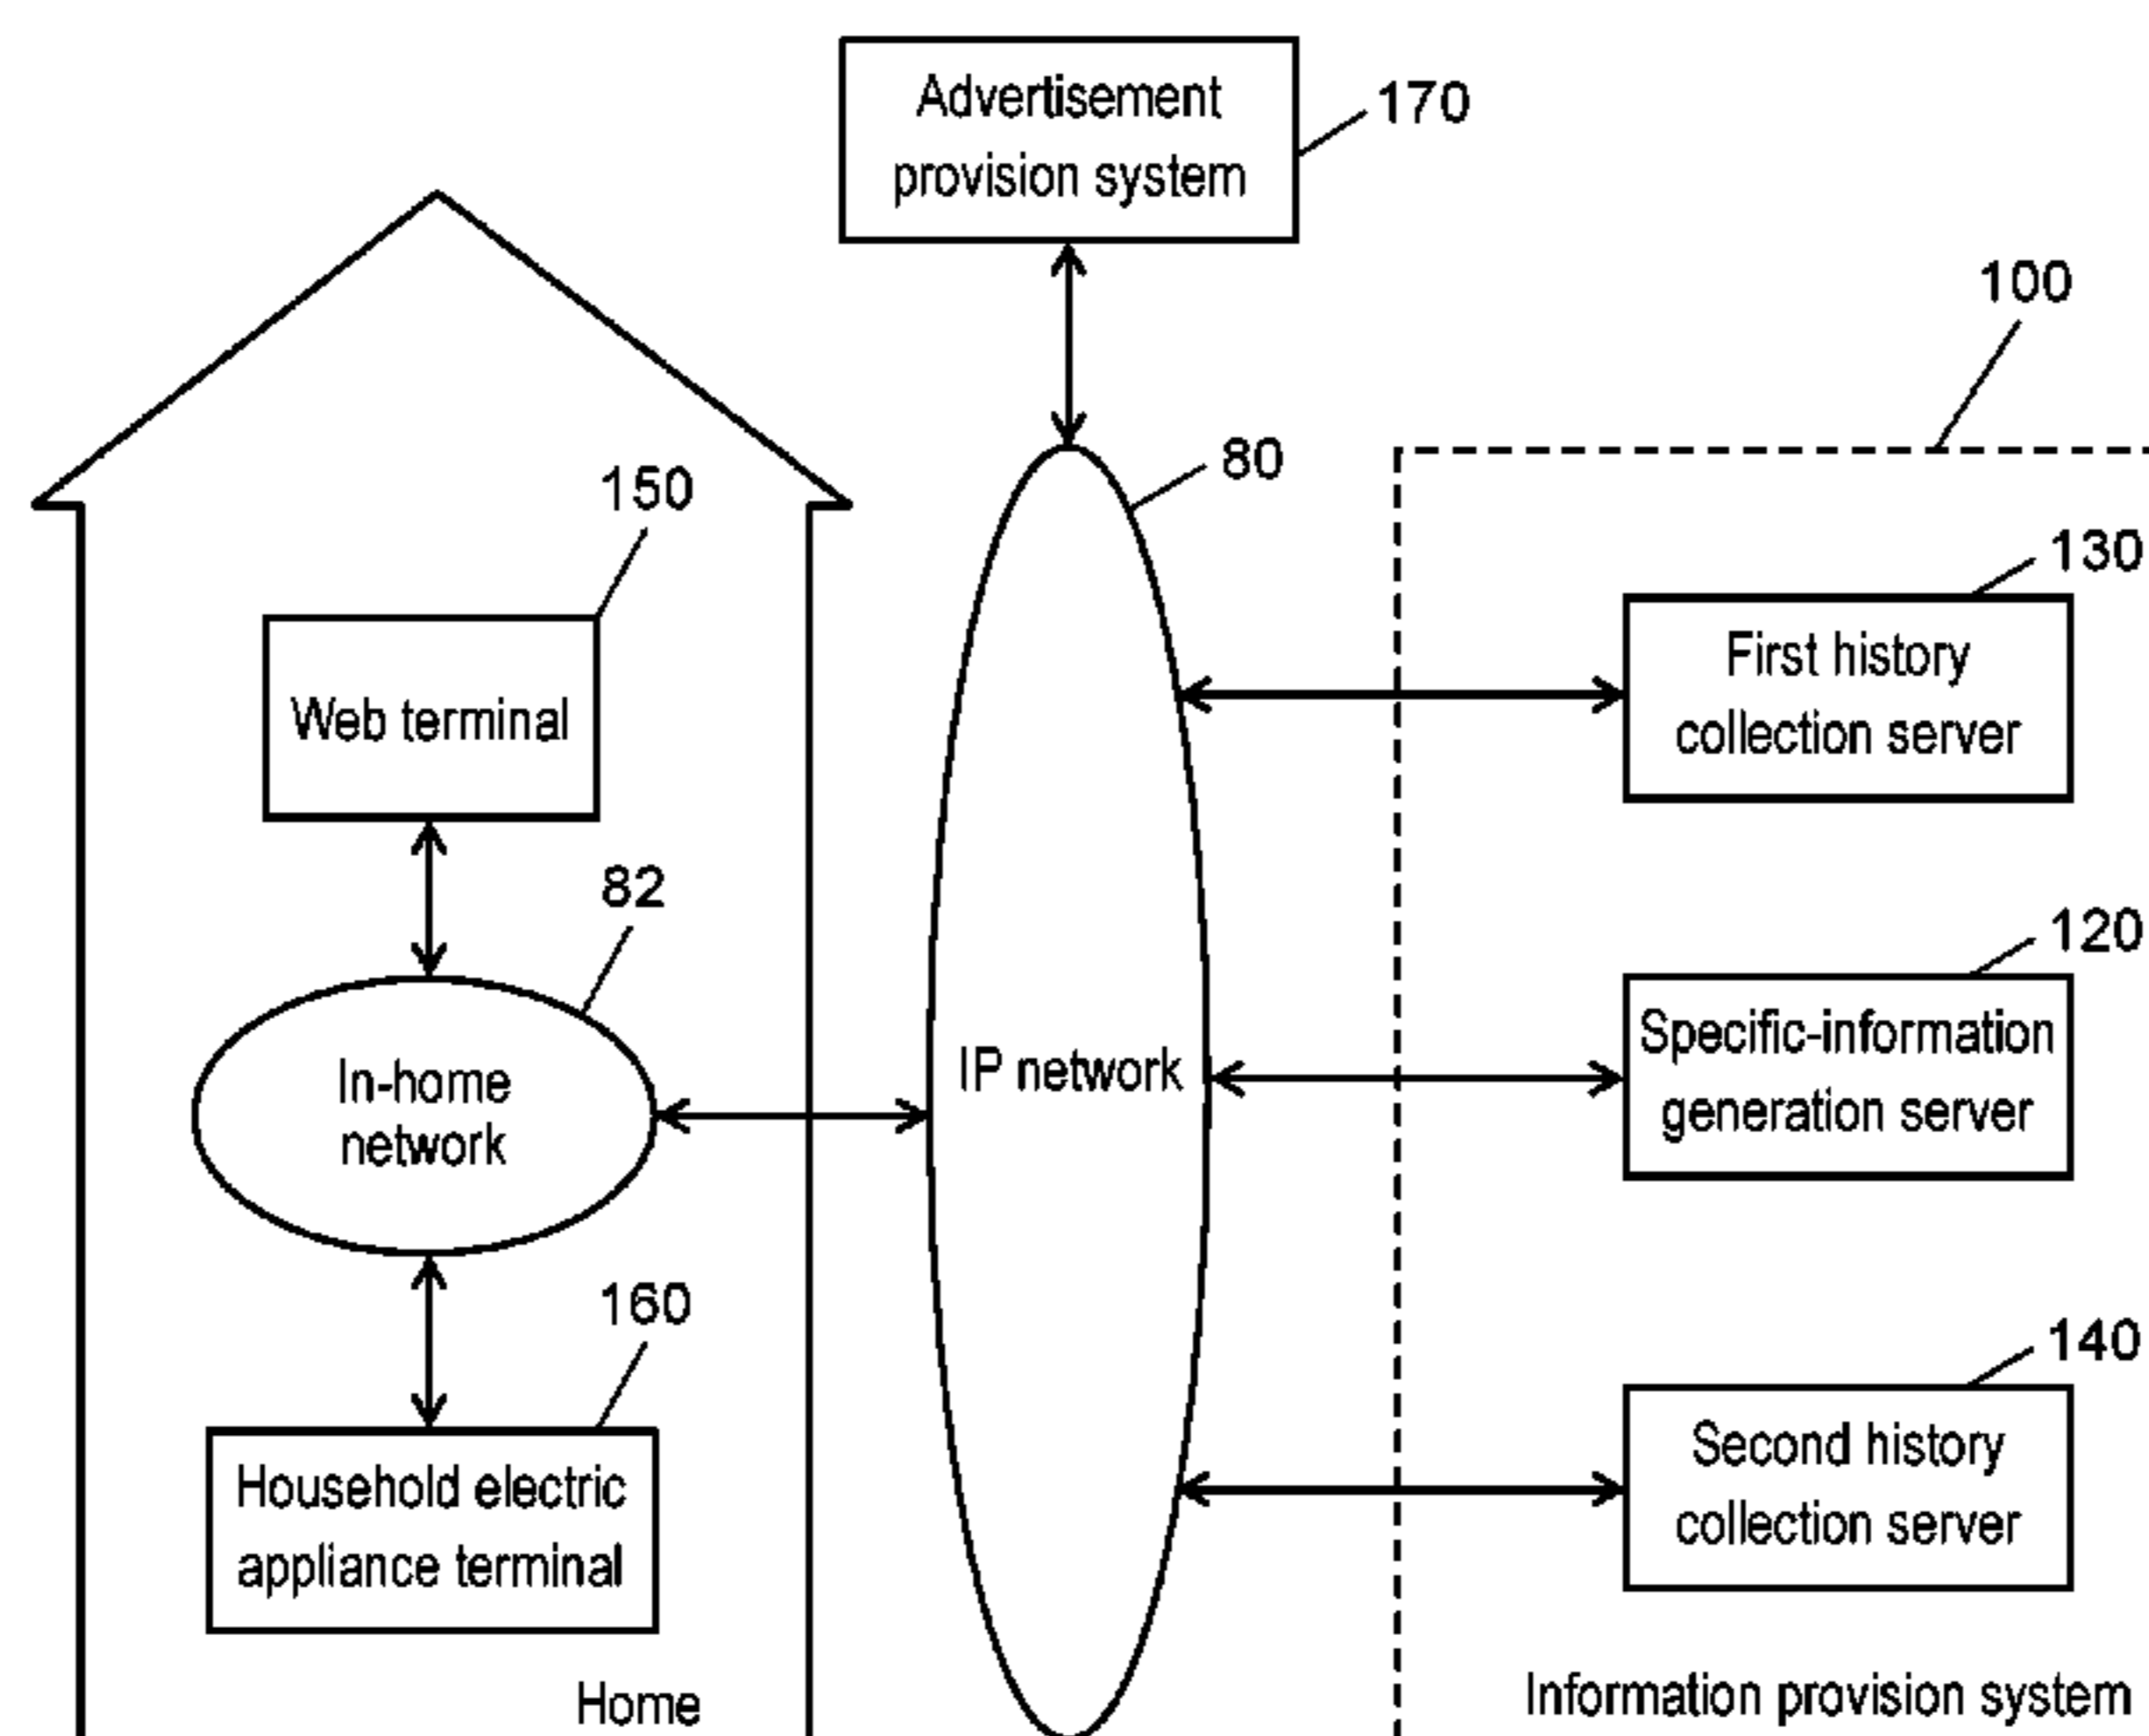 Advertisement
provision system
170
100
80
150
130
First history
collection server
Web terminal
82
120
Specific-information
generation server
IP network
In-home
network
160
140
Second history
collection server
Household electric
appliance terminal
Home
Information provision system